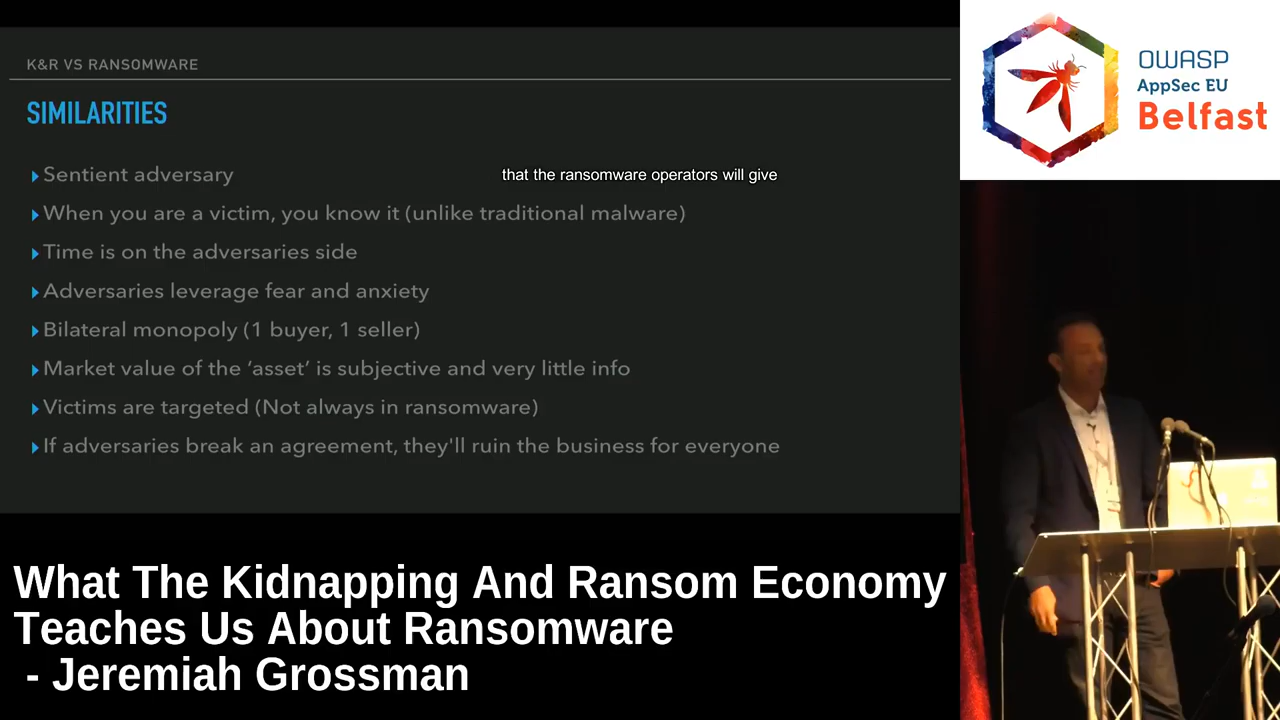 K&R VS RANSOMWARE
SIMILARITIES
Sentient adversary
that the ransomware operators will give
When you are a victim, you know it (unlike traditional malware)
Time is on the adversaries side
Adversaries leverage fear and anxiety
Bilateral monopoly (1 buyer, 1 seller)
Market value of the ‘asset’ is subjective and very little info
Victims are targeted (Not always in ransomware)
If adversaries break an agreement, they'll ruin the business for everyone
What The Kidnapping And Ransom Economy
Teaches Us About Ransomware
- Jeremiah Grossman
OWASP
AppSec EU
Belfast